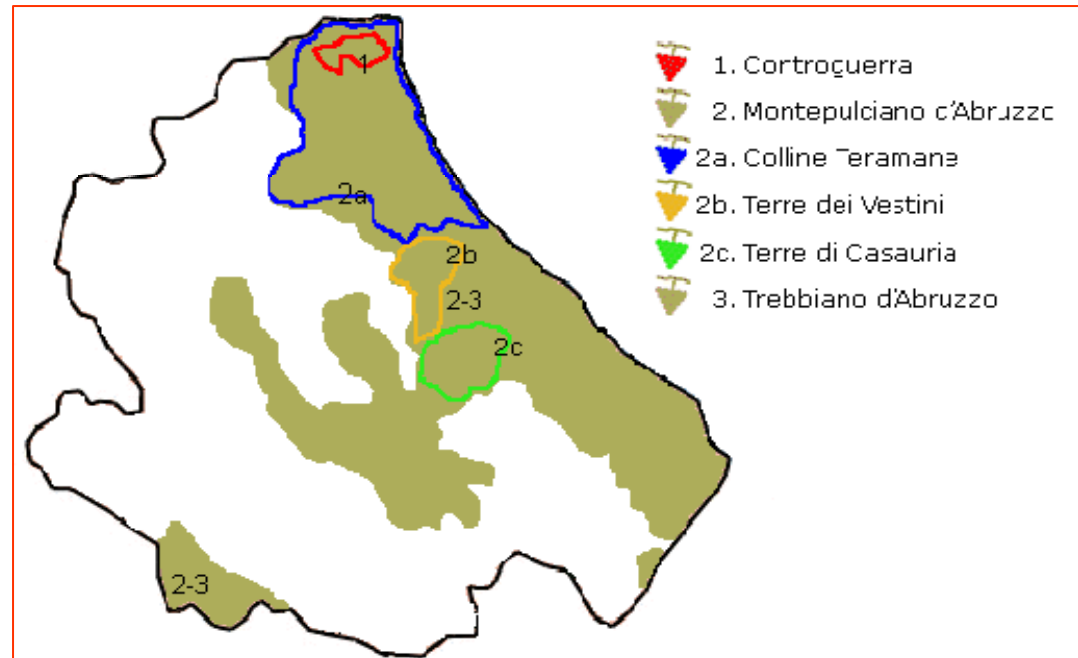 1
2a
2b
2-3
2c
2-3
1. Cortroguerra
2. Montepulciano d'Abruzzo
2a. Colline Teramane
2b. Terre dei Vestini
2c. Terre di Casauria
3. Trebbiano d'Abruzzo